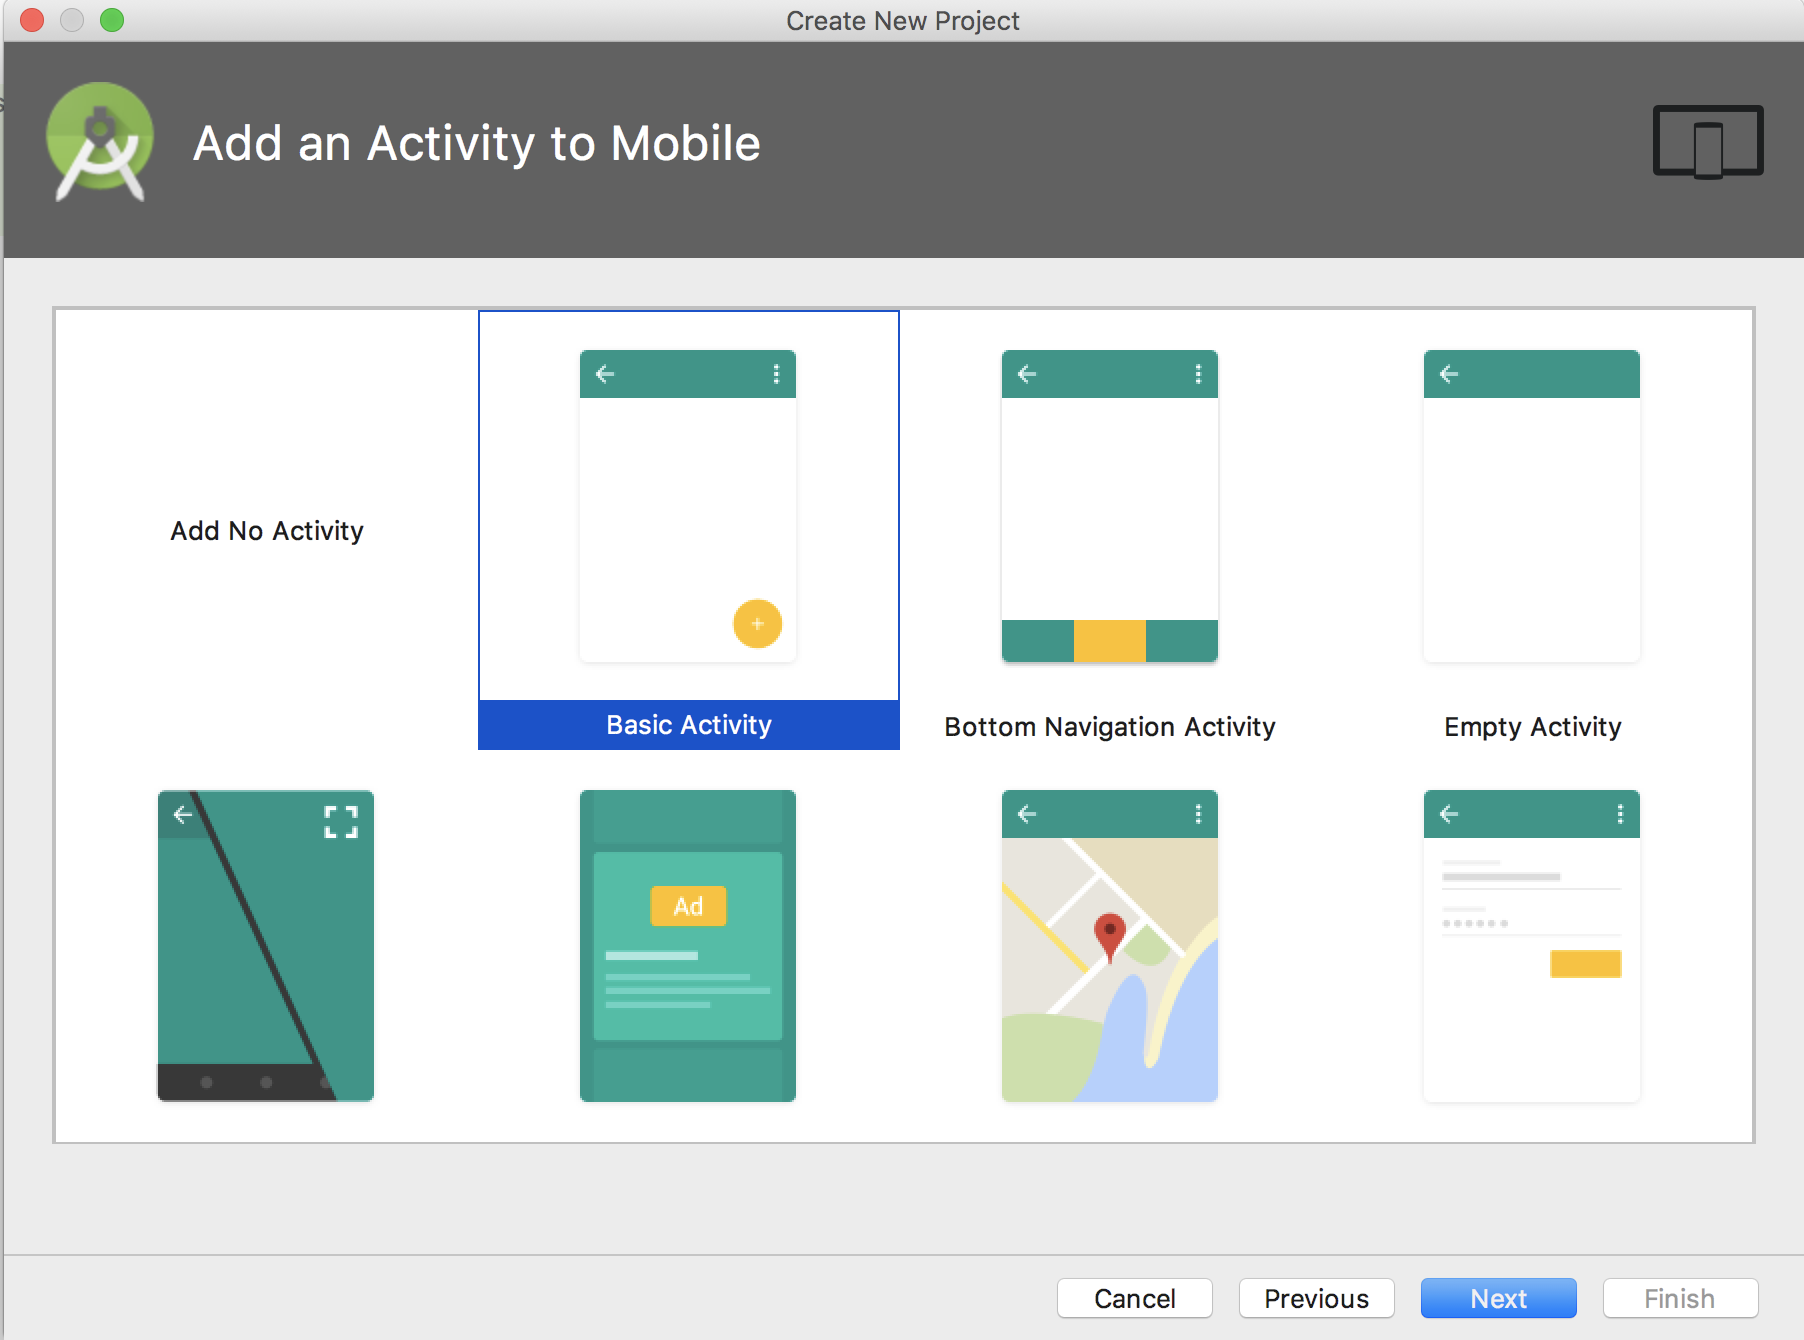 Create New Project
Add an Activity to Mobile
Add No Activity
Basic Activity
Bottom Navigation Activity
Empty Activity
Ad
Cancel
Previous
Next
Finish